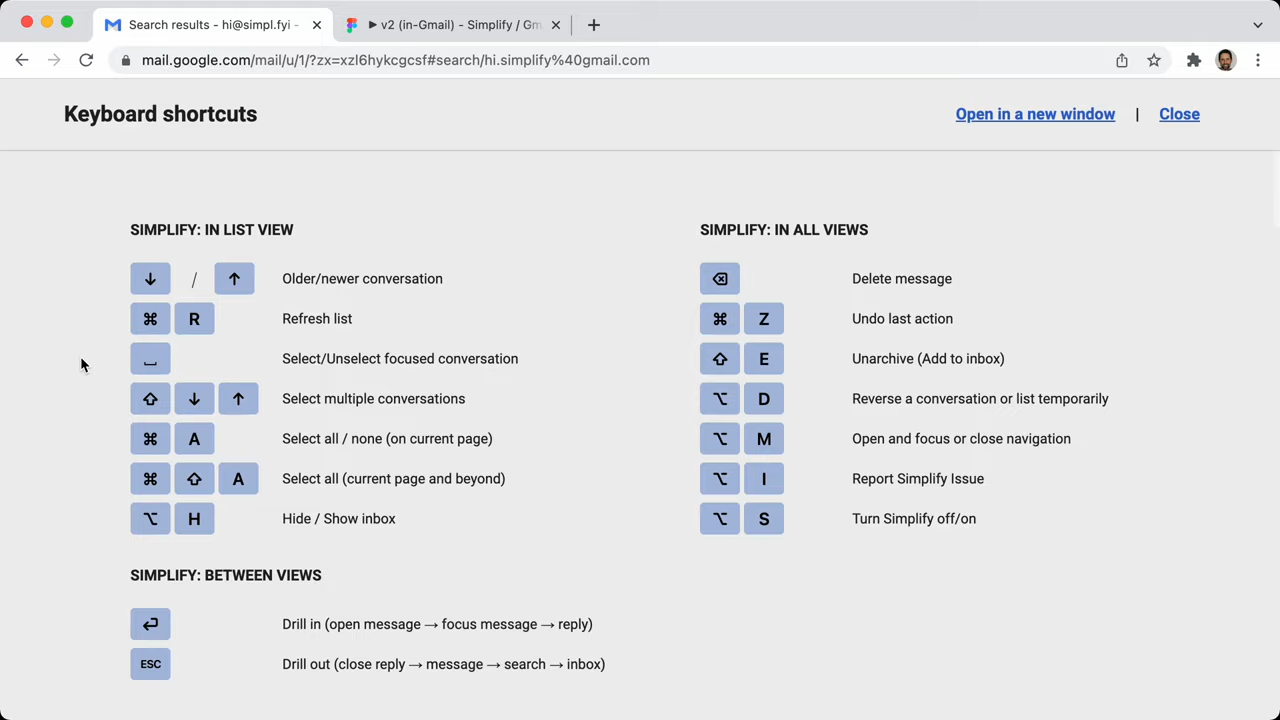 Search results - hi@simpl.fyi -
v2 (in-Gmail) - Simplify / Gm
mail.google.com/mail/u/1/?zx=xzl6hykcgcsf#search/hi.simplify%40gmail.com
Keyboard shortcuts
Open in a new window | Close
SIMPLIFY: IN LIST VIEW
↓ / ↑ Older/newer conversation
⌘ R Refresh list
⎵ Select/Unselect focused conversation
⇧ ↓ ↑ Select multiple conversations
⌘ A Select all / none (on current page)
⌘ ⇧ A Select all (current page and beyond)
⌥ H Hide / Show inbox
SIMPLIFY: BETWEEN VIEWS
↵ Drill in (open message → focus message → reply)
ESC Drill out (close reply → message → search → inbox)
SIMPLIFY: IN ALL VIEWS
⌫ Delete message
⌘ Z Undo last action
⇧ E Unarchive (Add to inbox)
⌥ D Reverse a conversation or list temporarily
⌥ M Open and focus or close navigation
⌥ I Report Simplify Issue
⌥ S Turn Simplify off/on